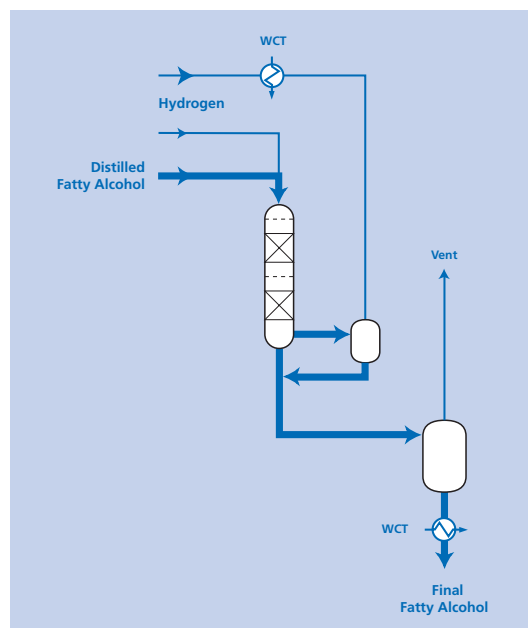 WCT
Hydrogen
Distilled
Fatty Alcohol
Vent
WCT
Final
Fatty Alcohol